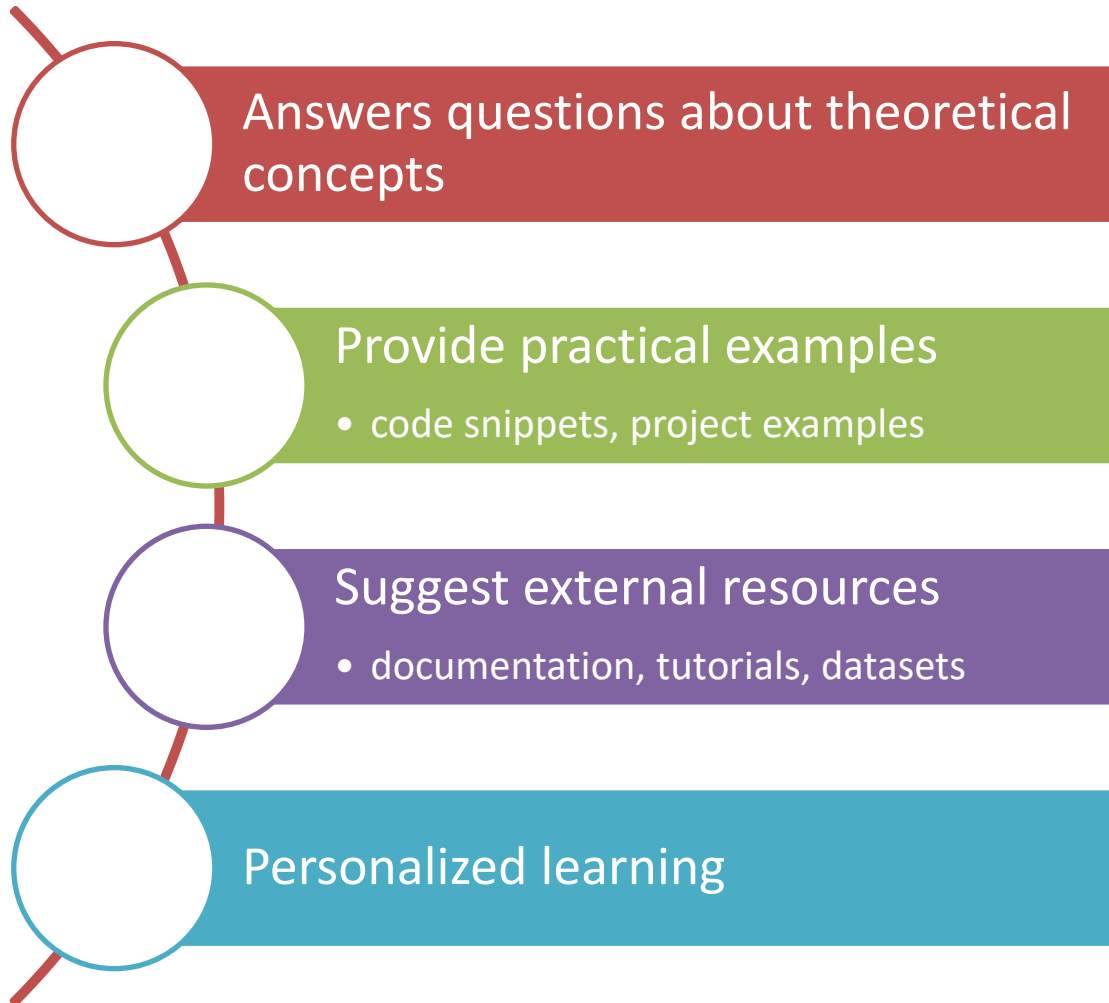 Answers questions about theoretical
concepts
Provide practical examples
• code snippets, project examples
Suggest external resources
• documentation, tutorials, datasets
Personalized learning